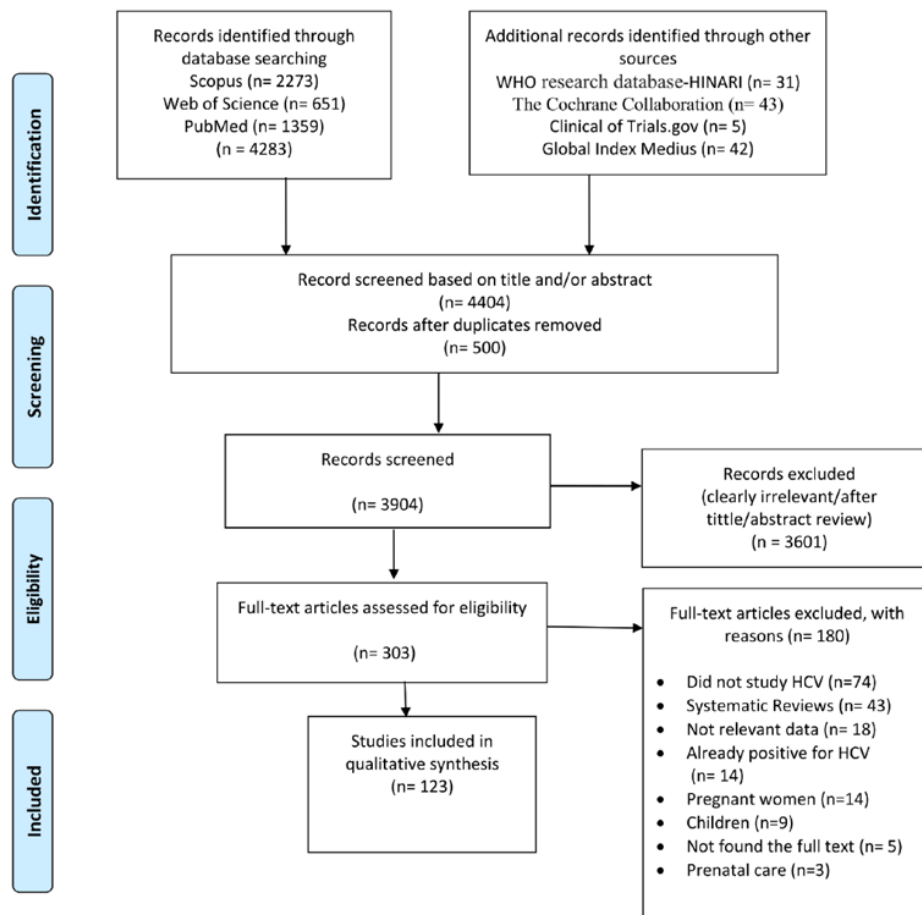 Identification
Records identified through
database searching
Scopus (n= 2273)
Web of Science (n= 651)
PubMed (n= 1359)
(n = 4283)
Additional records identified through other
sources
WHO research database-HINARI (n= 31)
The Cochrane Collaboration (n= 43)
Clinical of Trials.gov (n= 5)
Global Index Medius (n= 42)
Screening
Record screened based on title and/or abstract
(n= 4404)
Records after duplicates removed
(n= 500)
Records screened
(n= 3904)
Records excluded
(clearly irrelevant/after
tittle/abstract review)
(n = 3601)
Eligibility
Full-text articles assessed for eligibility
(n= 303)
Full-text articles excluded, with
reasons (n= 180)
• Did not study HCV (n=74)
• Systematic Reviews (n= 43)
• Not relevant data (n= 18)
• Already positive for HCV
(n= 14)
• Pregnant women (n=14)
• Children (n=9)
• Not found the full text (n= 5)
• Prenatal care (n=3)
Included
Studies included in
qualitative synthesis
(n= 123)